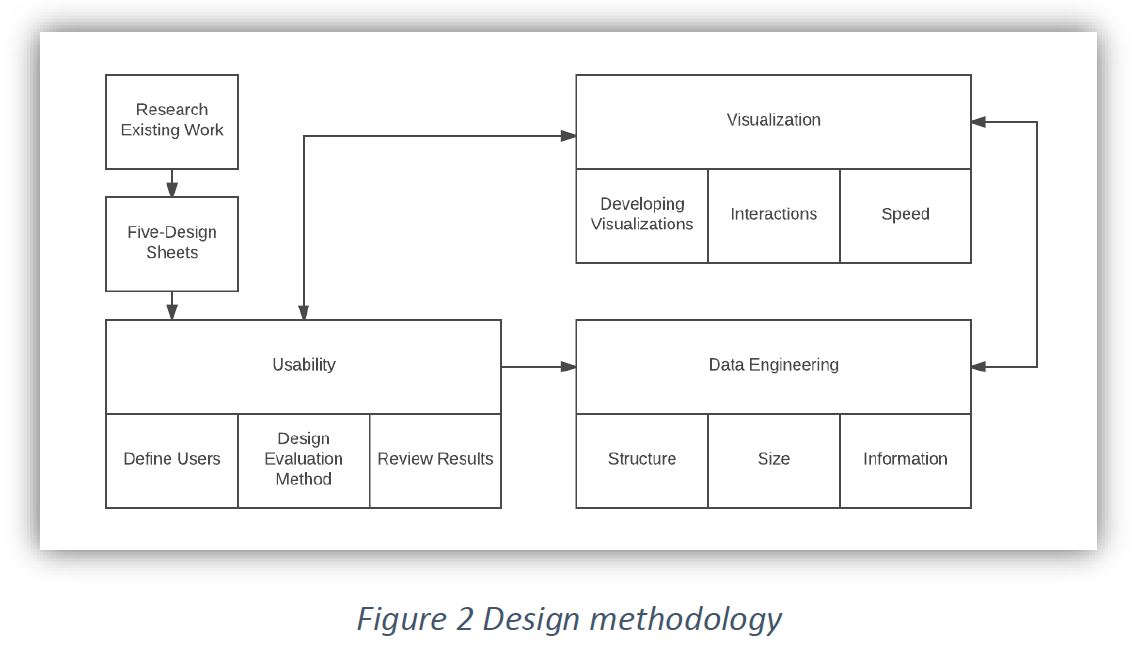 Research
Existing Work
Five-Design
Sheets
Usability
Define Users
Design
Evaluation
Method
Review Results
Visualization
Developing
Visualizations
Interactions
Speed
Data Engineering
Structure
Size
Information
Figure 2 Design methodology